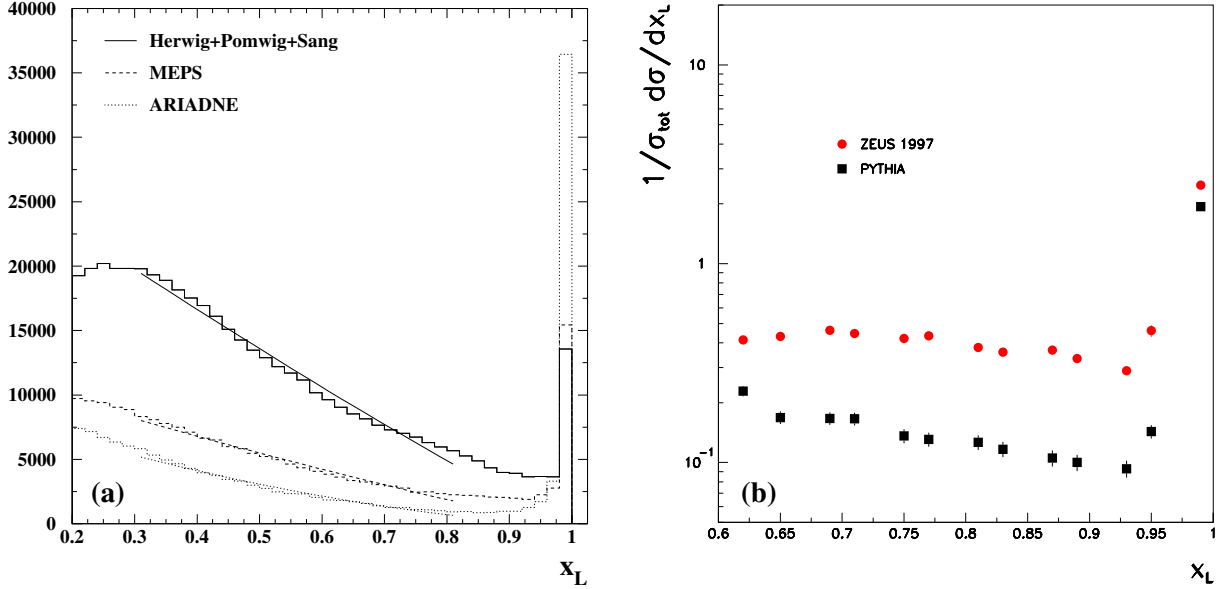 40000
35000
30000
25000
20000
15000
10000
5000
0
Herwig+Pomwig+Sang
MEPS
ARIADNE
(a)
0.2 0.3 0.4 0.5 0.6 0.7 0.8 0.9 1
x_L
1/σ_tot dσ/dx_L
10
1
10⁻¹
ZEUS 1997
PYTHIA
(b)
0.6 0.65 0.7 0.75 0.8 0.85 0.9 0.95 1
x_L